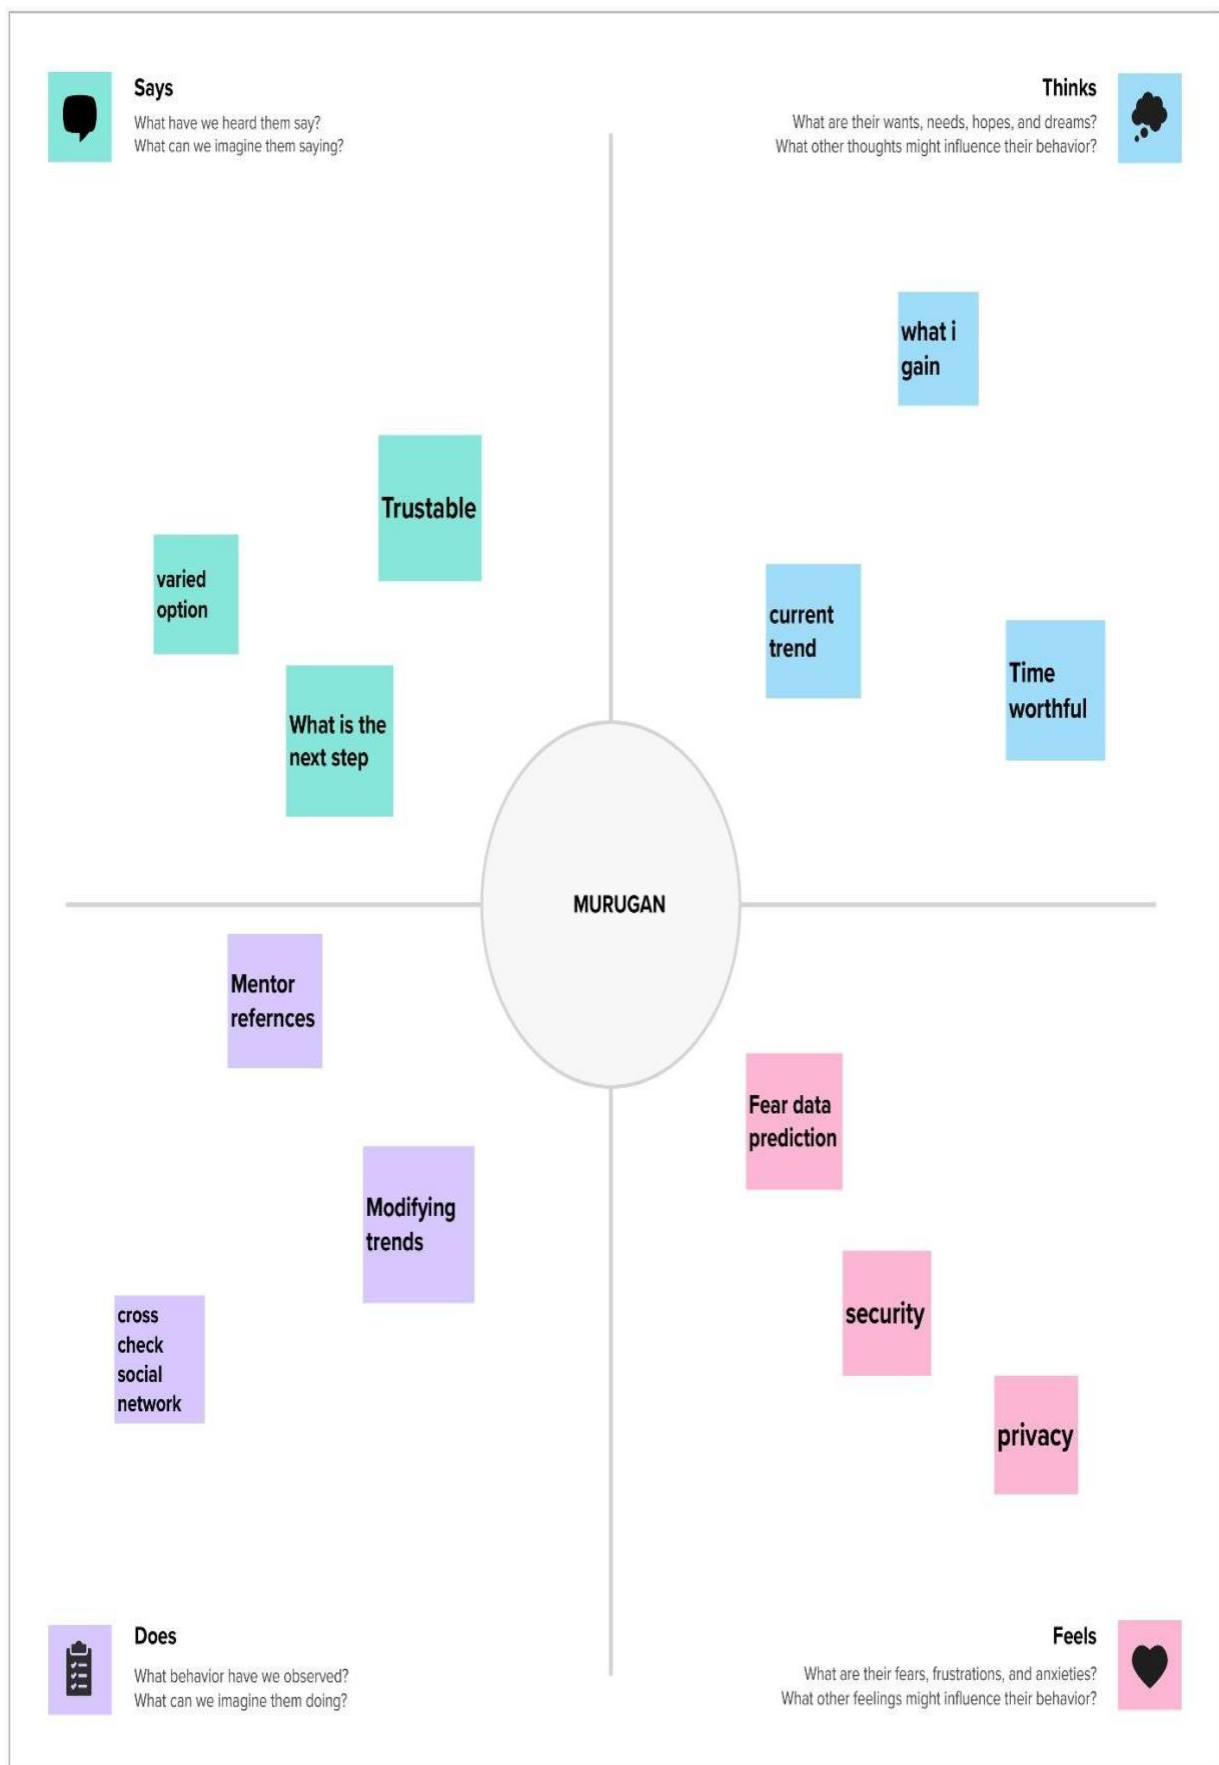 Says
What have we heard them say?
What can we imagine them saying?
Thinks
What are their wants, needs, hopes, and dreams?
What other thoughts might influence their behavior?
what i
gain
Trustable
varied
option
current
trend
Time
worthful
What is the
next step
MURUGAN
Mentor
refernces
Fear data
prediction
Modifying
trends
security
cross
check
social
network
privacy
Does
What behavior have we observed?
What can we imagine them doing?
Feels
What are their fears, frustrations, and anxieties?
What other feelings might influence their behavior?